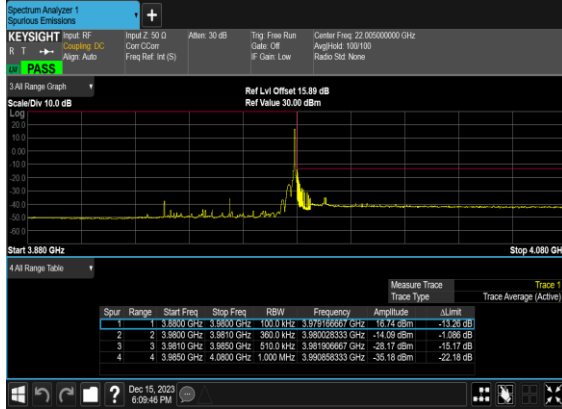 Spectrum Analyzer 1
Spurious Emissions
KEYSIGHT Input: RF Input Z: 50 Ω Atten: 30 dB Trig: Free Run Center Freq: 22.005000000 GHz
R T Coupling: DC Corr CCorr Gate: Off Avg|Hold: 100/100
Align: Auto Freq Ref: Int (S) IF Gain: Low Radio Std: None
PASS
3 All Range Graph
Ref Lvl Offset 15.89 dB
Scale/Div 10.0 dB Ref Value 30.00 dBm
Log
20.0
10.0
0.00
-10.0
-20.0
-30.0
-40.0
-50.0
-60.0
Start 3.880 GHz Stop 4.080 GH
4 All Range Table
Measure Trace Trace 1
Trace Type Trace Average (Active)
Spur Range Start Freq Stop Freq RBW Frequency Amplitude ΔLimit
1 1 3.8800 GHz 3.9800 GHz 100.0 kHz 3.979166667 GHz 16.74 dBm -13.26 dB
2 2 3.9800 GHz 3.9810 GHz 360.0 kHz 3.980028333 GHz -14.09 dBm -1.086 dB
3 3 3.9810 GHz 3.9850 GHz 510.0 kHz 3.981906667 GHz -28.17 dBm -15.17 dB
4 4 3.9850 GHz 4.0800 GHz 1.000 MHz 3.990858333 GHz -35.18 dBm -22.18 dB
Dec 15, 2023
6:09:46 PM